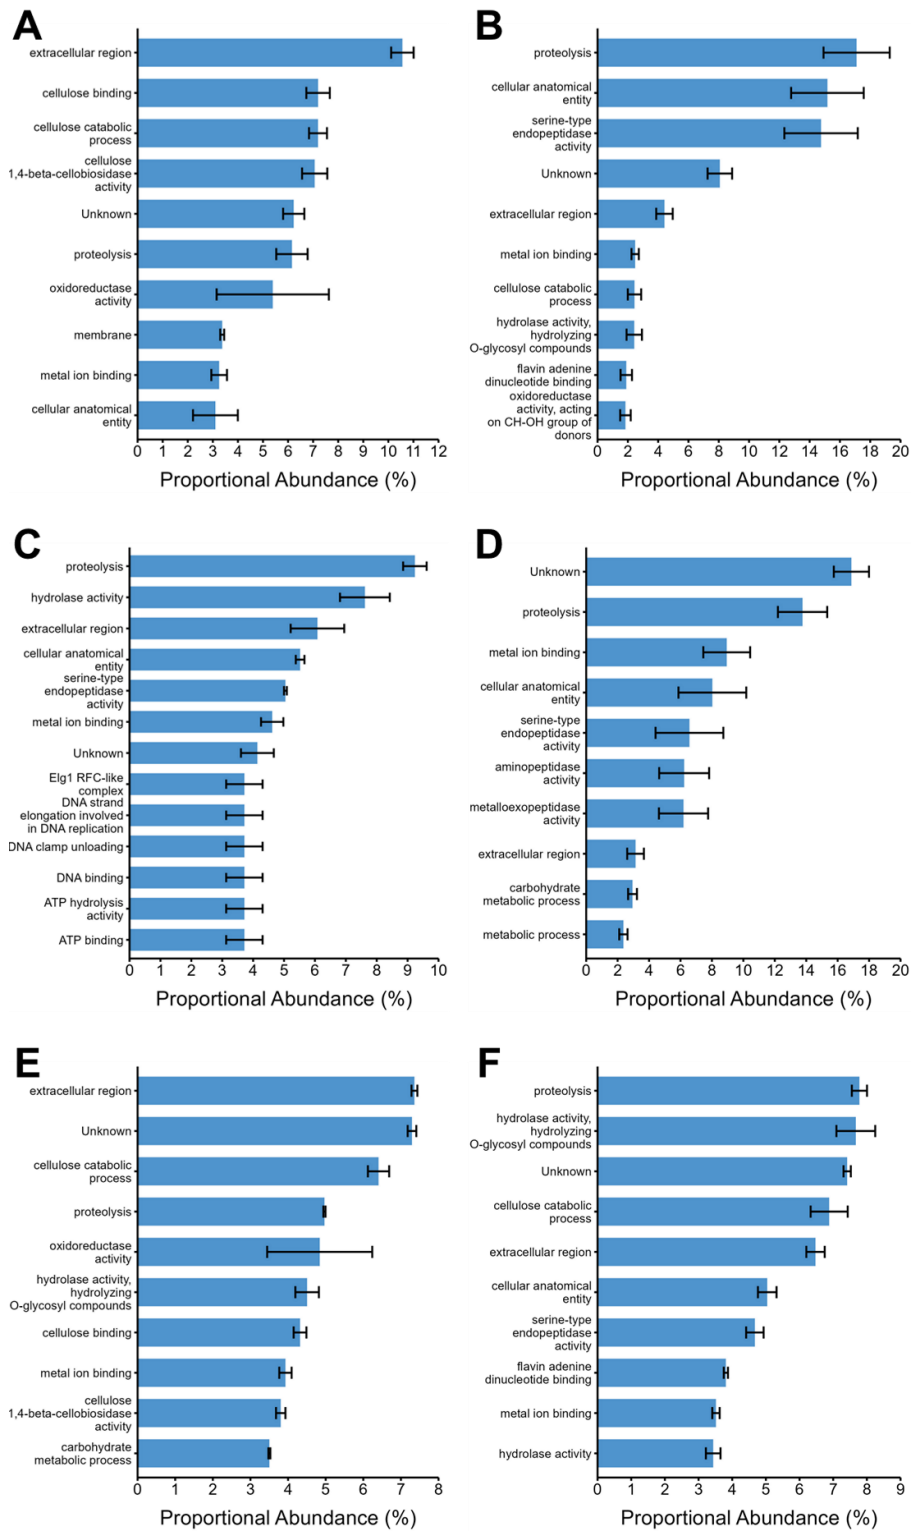 A
extracellular region
cellulose binding
cellulose catabolic
process
cellulose
1,4-beta-cellobiosidase
activity
Unknown
proteolysis
oxidoreductase
activity
membrane
metal ion binding
cellular anatomical
entity
0 1 2 3 4 5 6 7 8 9 10 11 12
Proportional Abundance (%)
B
proteolysis
cellular anatomical
entity
serine-type
endopeptidase
activity
Unknown
extracellular region
metal ion binding
cellulose catabolic
process
hydrolase activity,
hydrolyzing
O-glycosyl compounds
flavin adenine
dinucleotide binding
oxidoreductase
activity, acting
on CH-OH group of
donors
0 2 4 6 8 10 12 14 16 18 20
Proportional Abundance (%)
C
proteolysis
hydrolase activity
extracellular region
cellular anatomical
entity
serine-type
endopeptidase
activity
metal ion binding
Unknown
Elg1 RFC-like
complex
DNA strand
elongation involved
in DNA replication
DNA clamp unloading
DNA binding
ATP hydrolysis
activity
ATP binding
0 1 2 3 4 5 6 7 8 9 10
Proportional Abundance (%)
D
Unknown
proteolysis
metal ion binding
cellular anatomical
entity
serine-type
endopeptidase
activity
aminopeptidase
activity
metalloexopeptidase
activity
extracellular region
carbohydrate
metabolic process
metabolic process
0 2 4 6 8 10 12 14 16 18 20
Proportional Abundance (%)
E
extracellular region
Unknown
cellulose catabolic
process
proteolysis
oxidoreductase
activity
hydrolase activity,
hydrolyzing
O-glycosyl compounds
cellulose binding
metal ion binding
cellulose
1,4-beta-cellobiosidase
activity
carbohydrate
metabolic process
0 1 2 3 4 5 6 7 8
Proportional Abundance (%)
F
proteolysis
hydrolase activity,
hydrolyzing
O-glycosyl compounds
Unknown
cellulose catabolic
process
extracellular region
cellular anatomical
entity
serine-type
endopeptidase
activity
flavin adenine
dinucleotide binding
metal ion binding
hydrolase activity
0 1 2 3 4 5 6 7 8 9
Proportional Abundance (%)